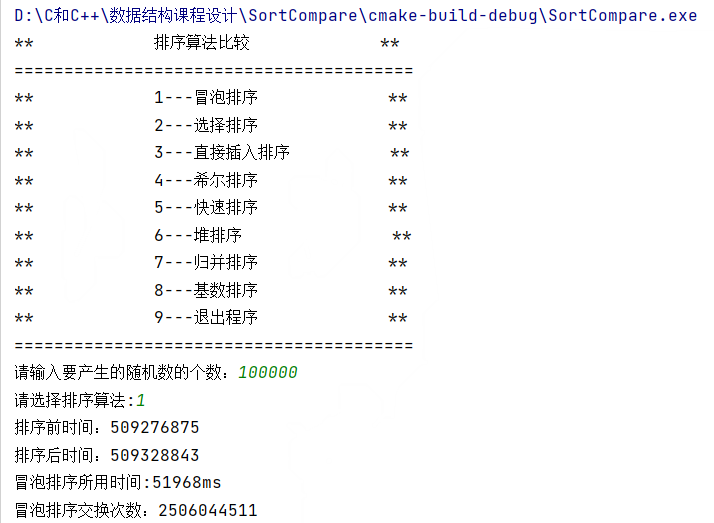 D:\C和C++\数据结构课程设计\SortCompare\cmake-build-debug\SortCompare.exe
** 排序算法比较 **
========================================
** 1---冒泡排序 **
** 2---选择排序 **
** 3---直接插入排序 **
** 4---希尔排序 **
** 5---快速排序 **
** 6---堆排序 **
** 7---归并排序 **
** 8---基数排序 **
** 9---退出程序 **
========================================
请输入要产生的随机数的个数：100000
请选择排序算法:1
排序前时间：509276875
排序后时间：509328843
冒泡排序所用时间:51968ms
冒泡排序交换次数：2506044511